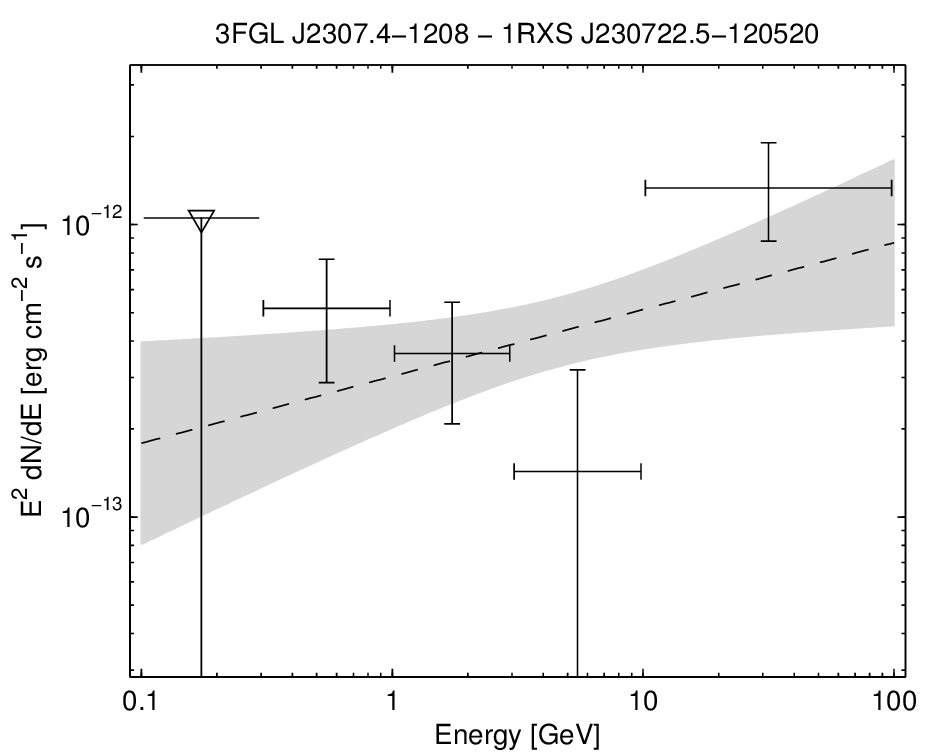 3FGL J2307.4−1208 − 1RXS J230722.5−120520
E² dN/dE [erg cm⁻² s⁻¹]
10⁻¹²
10⁻¹³
0.1
1
10
100
Energy [GeV]